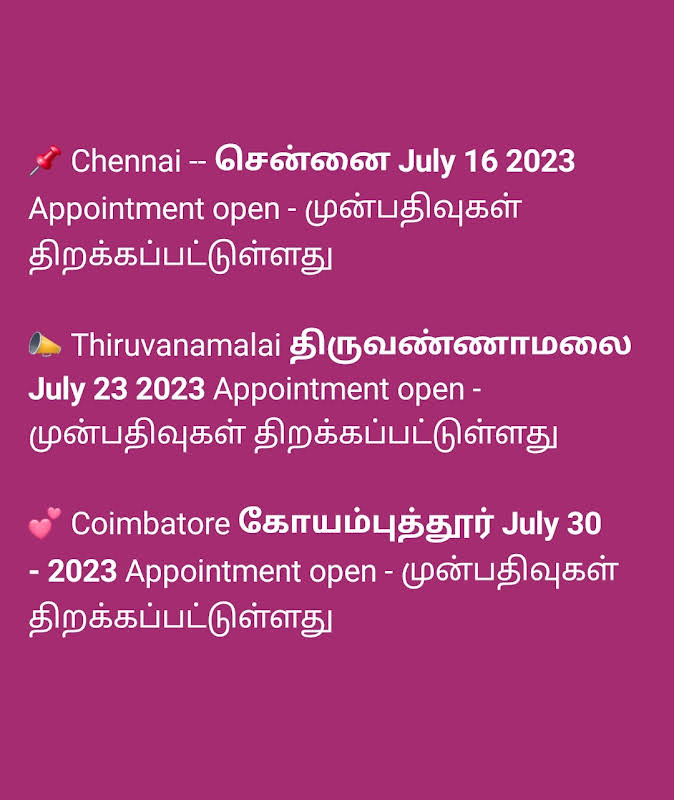 📌 Chennai -- சென்னை July 16 2023
Appointment open - முன்பதிவுகள்
திறக்கப்பட்டுள்ளது
📣 Thiruvanamalai திருவண்ணாமலை
July 23 2023 Appointment open -
முன்பதிவுகள் திறக்கப்பட்டுள்ளது
💕 Coimbatore கோயம்புத்தூர் July 30
- 2023 Appointment open - முன்பதிவுகள்
திறக்கப்பட்டுள்ளது